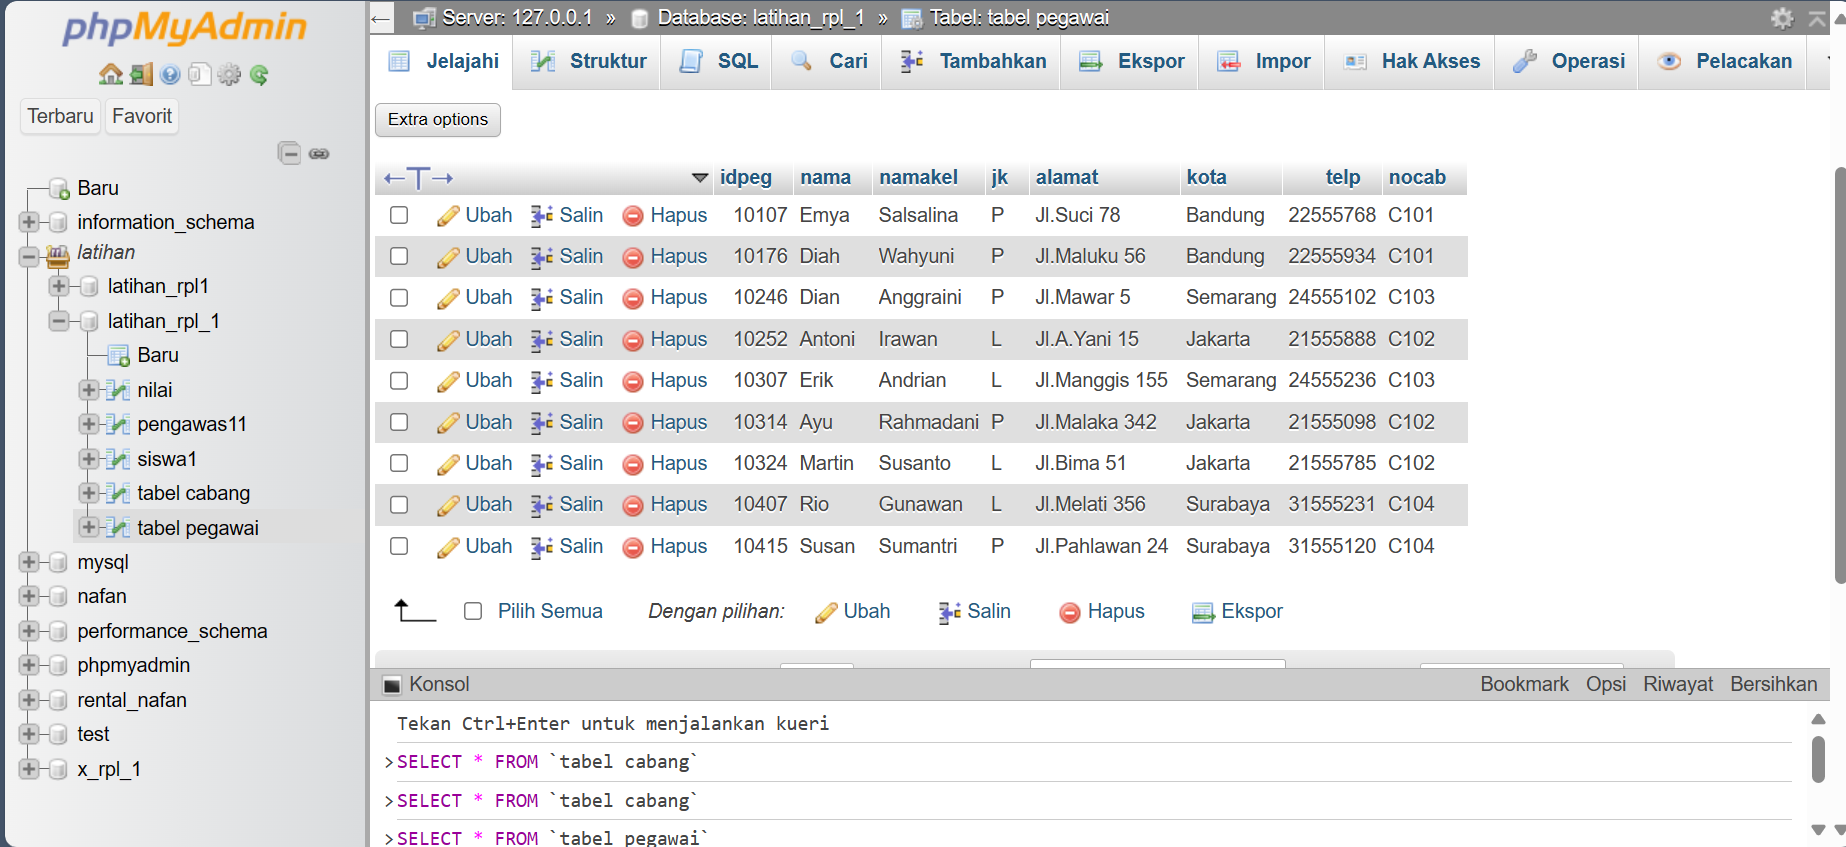 phpMyAdmin
Terbaru Favorit
Baru
information_schema
latihan
latihan_rpl1
latihan_rpl_1
Baru
nilai
pengawas11
siswa1
tabel cabang
tabel pegawai
mysql
nafan
performance_schema
phpmyadmin
rental_nafan
test
x_rpl_1
Server: 127.0.0.1 » Database: latihan_rpl_1 » Tabel: tabel pegawai
Jelajahi Struktur SQL Cari Tambahkan Ekspor Impor Hak Akses Operasi Pelacakan
Extra options
idpeg nama namakel jk alamat kota telp nocab
Ubah Salin Hapus 10107 Emya Salsalina P Jl.Suci 78 Bandung 22555768 C101
Ubah Salin Hapus 10176 Diah Wahyuni P Jl.Maluku 56 Bandung 22555934 C101
Ubah Salin Hapus 10246 Dian Anggraini P Jl.Mawar 5 Semarang 24555102 C103
Ubah Salin Hapus 10252 Antoni Irawan L Jl.A.Yani 15 Jakarta 21555888 C102
Ubah Salin Hapus 10307 Erik Andrian L Jl.Manggis 155 Semarang 24555236 C103
Ubah Salin Hapus 10314 Ayu Rahmadani P Jl.Malaka 342 Jakarta 21555098 C102
Ubah Salin Hapus 10324 Martin Susanto L Jl.Bima 51 Jakarta 21555785 C102
Ubah Salin Hapus 10407 Rio Gunawan L Jl.Melati 356 Surabaya 31555231 C104
Ubah Salin Hapus 10415 Susan Sumantri P Jl.Pahlawan 24 Surabaya 31555120 C104
Pilih Semua Dengan pilihan: Ubah Salin Hapus Ekspor
Konsol Bookmark Opsi Riwayat Bersihkan
Tekan Ctrl+Enter untuk menjalankan kueri
>SELECT * FROM `tabel cabang`
>SELECT * FROM `tabel cabang`
>SELECT * FROM `tabel pegawai`